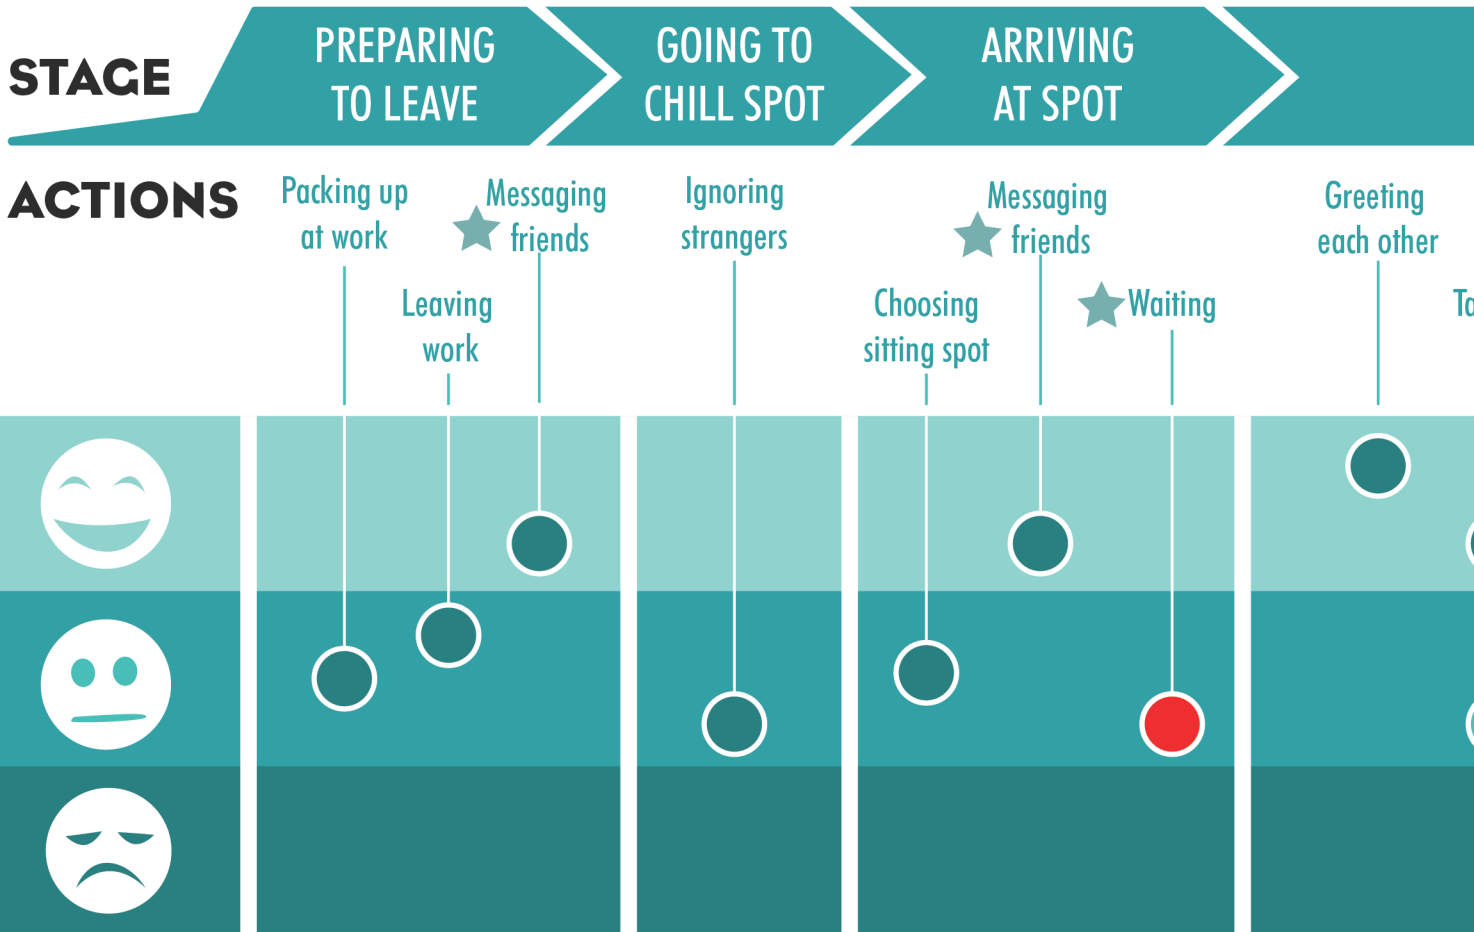 STAGE
PREPARING
TO LEAVE
GOING TO
CHILL SPOT
ARRIVING
AT SPOT
ACTIONS
Packing up
at work
Leaving
work
Messaging
friends
Ignoring
strangers
Choosing
sitting spot
Messaging
friends
Waiting
Greeting
each other